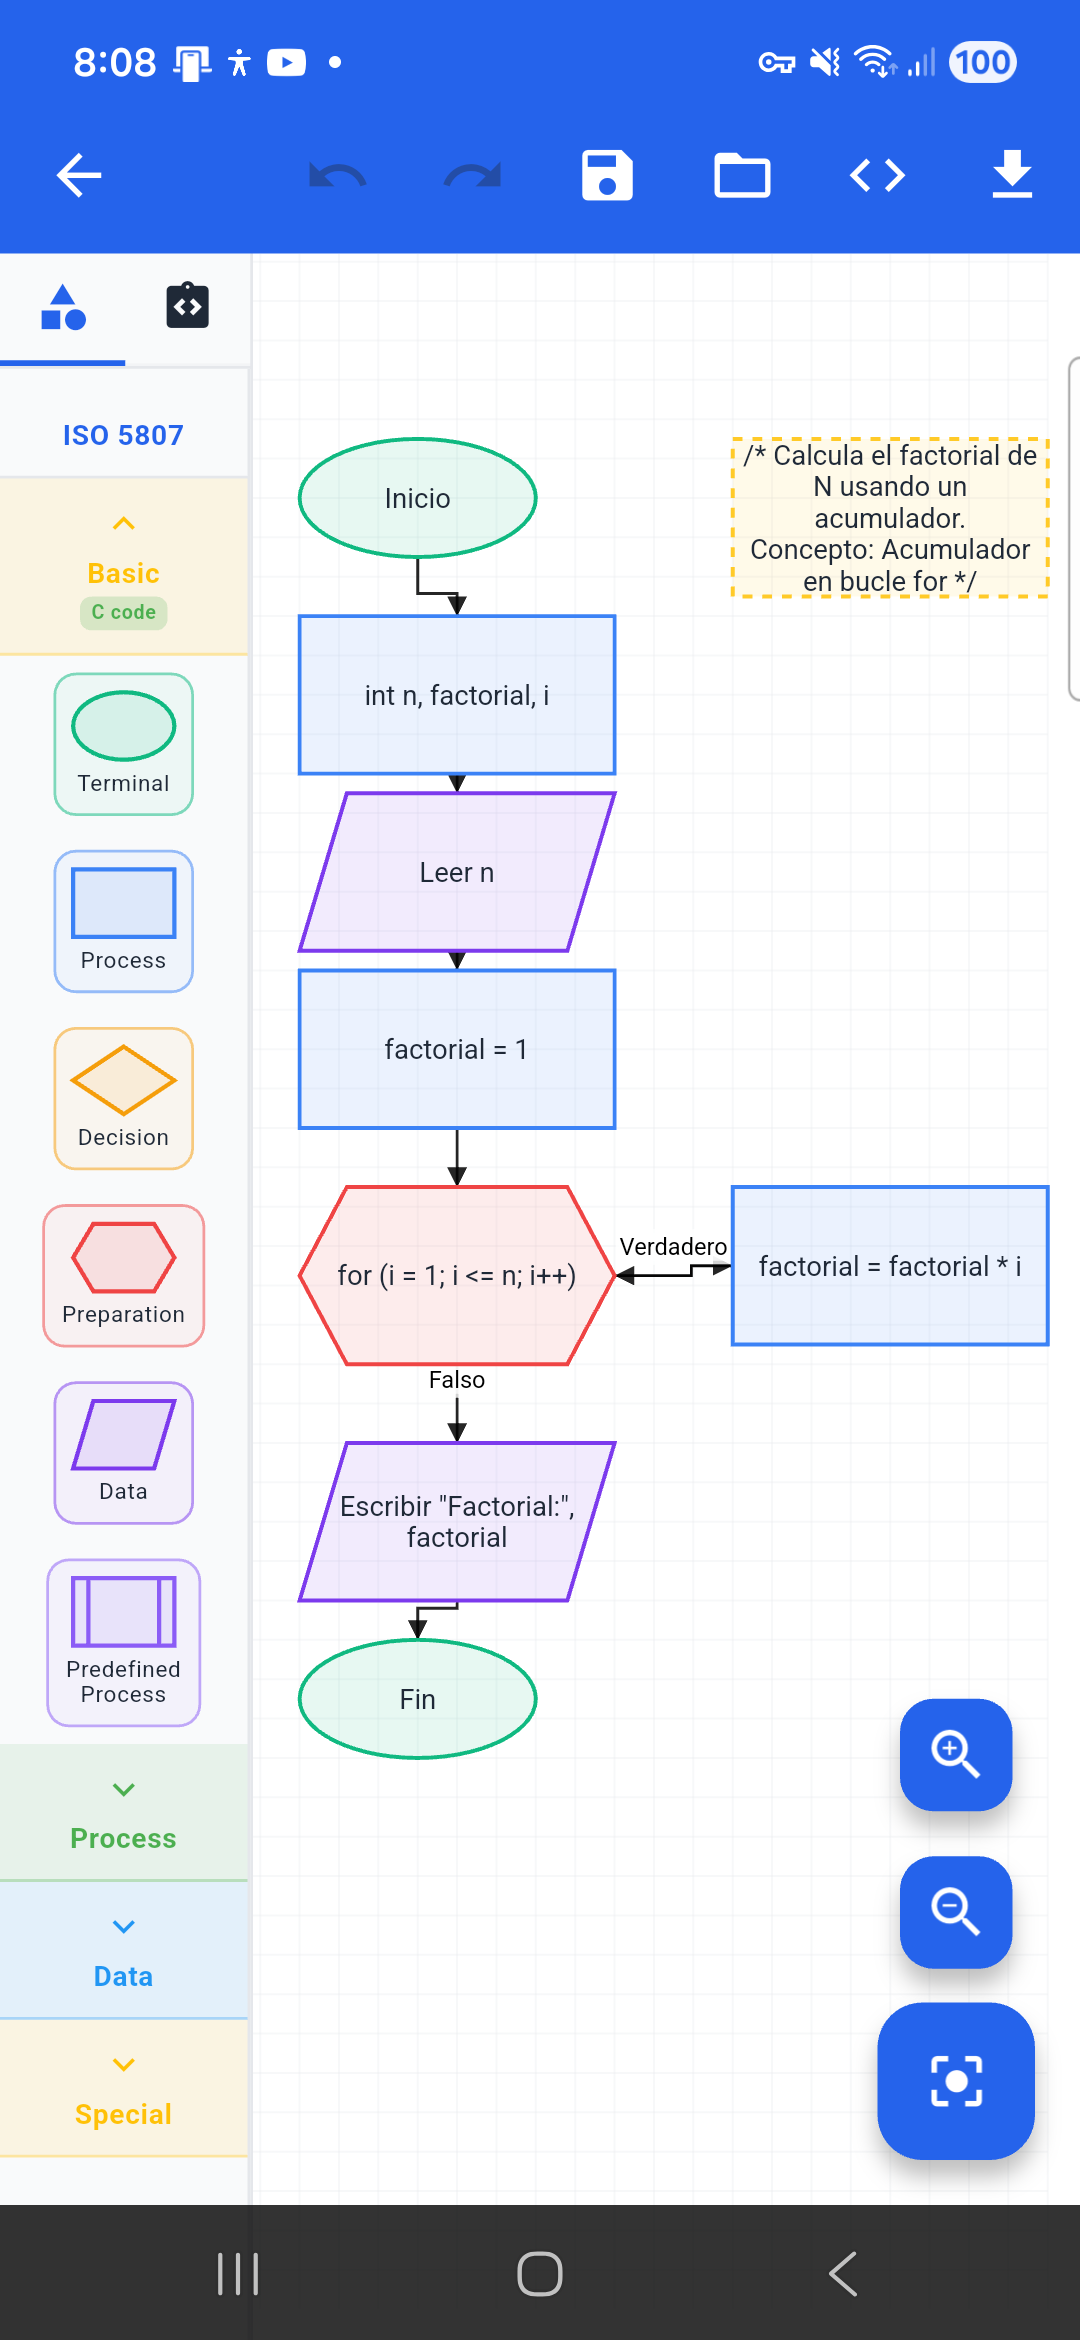 8:08
100
ISO 5807
Basic
C code
Terminal
Process
Decision
Preparation
Data
Predefined
Process
Process
Data
Special
Inicio
/* Calcula el factorial de
N usando un
acumulador.
Concepto: Acumulador
en bucle for */
int n, factorial, i
Leer n
factorial = 1
for (i = 1; i <= n; i++)
Verdadero
factorial = factorial * i
Falso
Escribir "Factorial:",
factorial
Fin